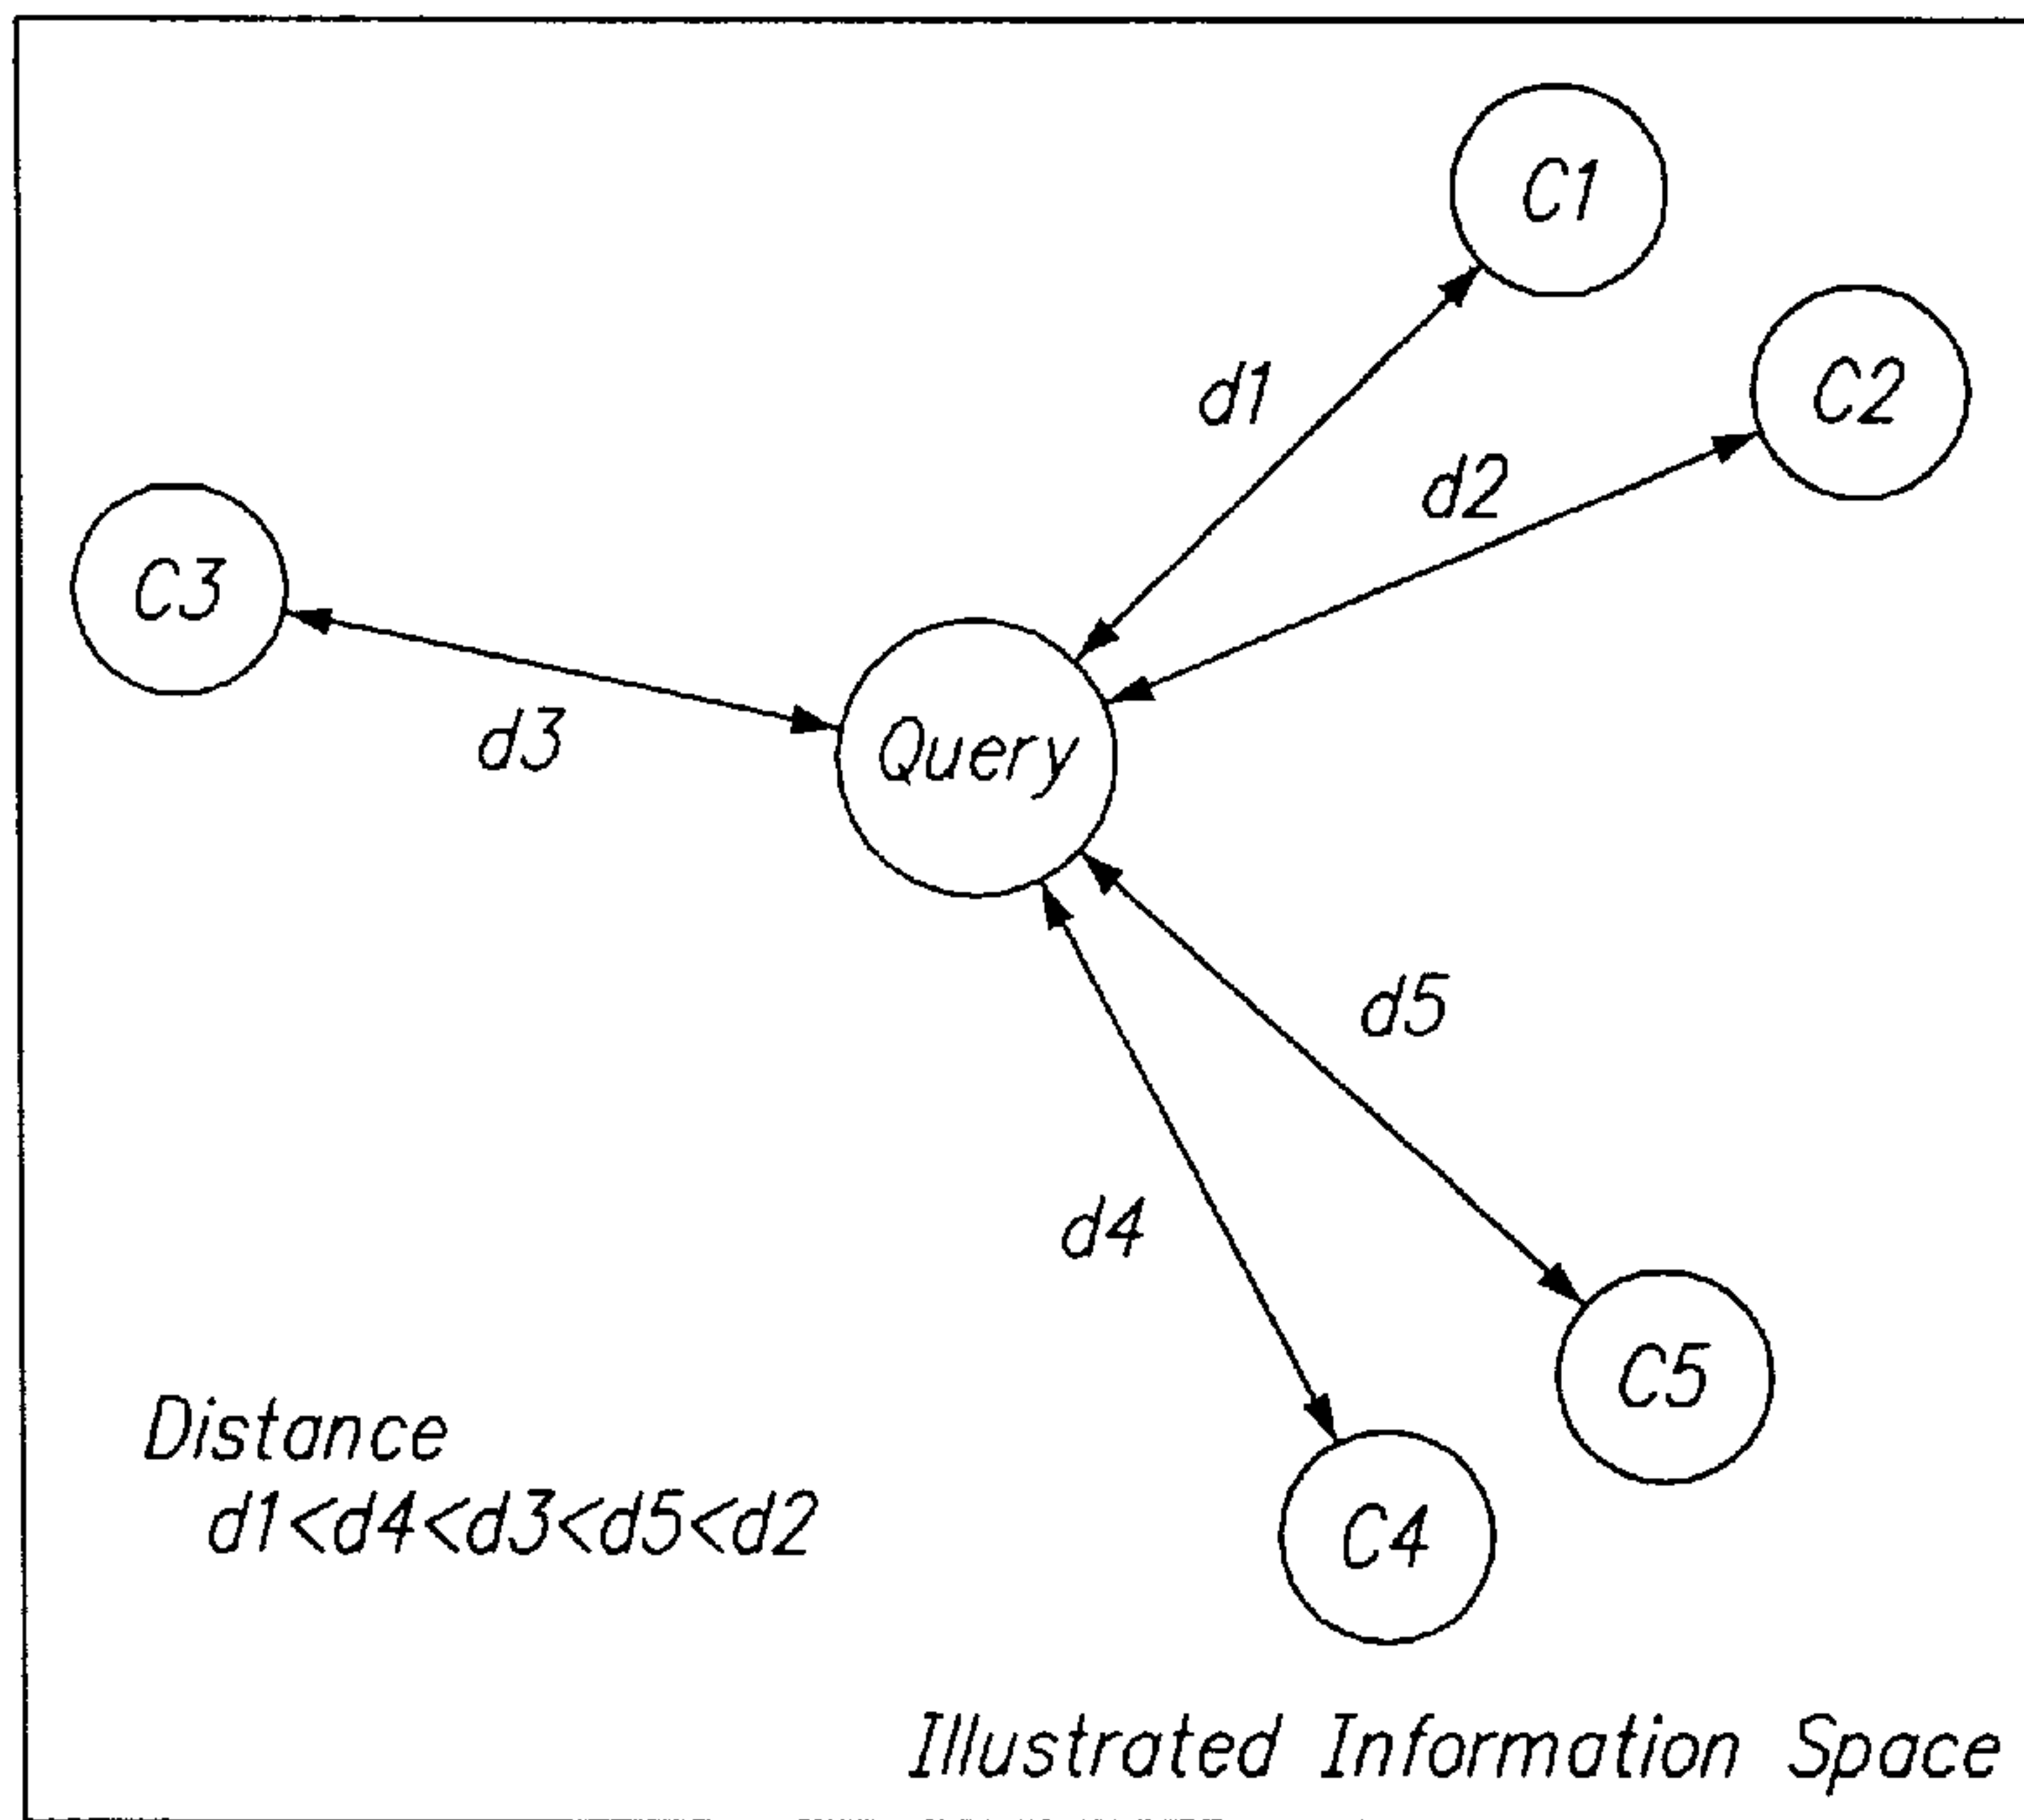 C1
C2
d1
d2
C3
d3
Query
d5
d4
C5
C4
Distance
d1<d4<d3<d5<d2
Illustrated Information Space